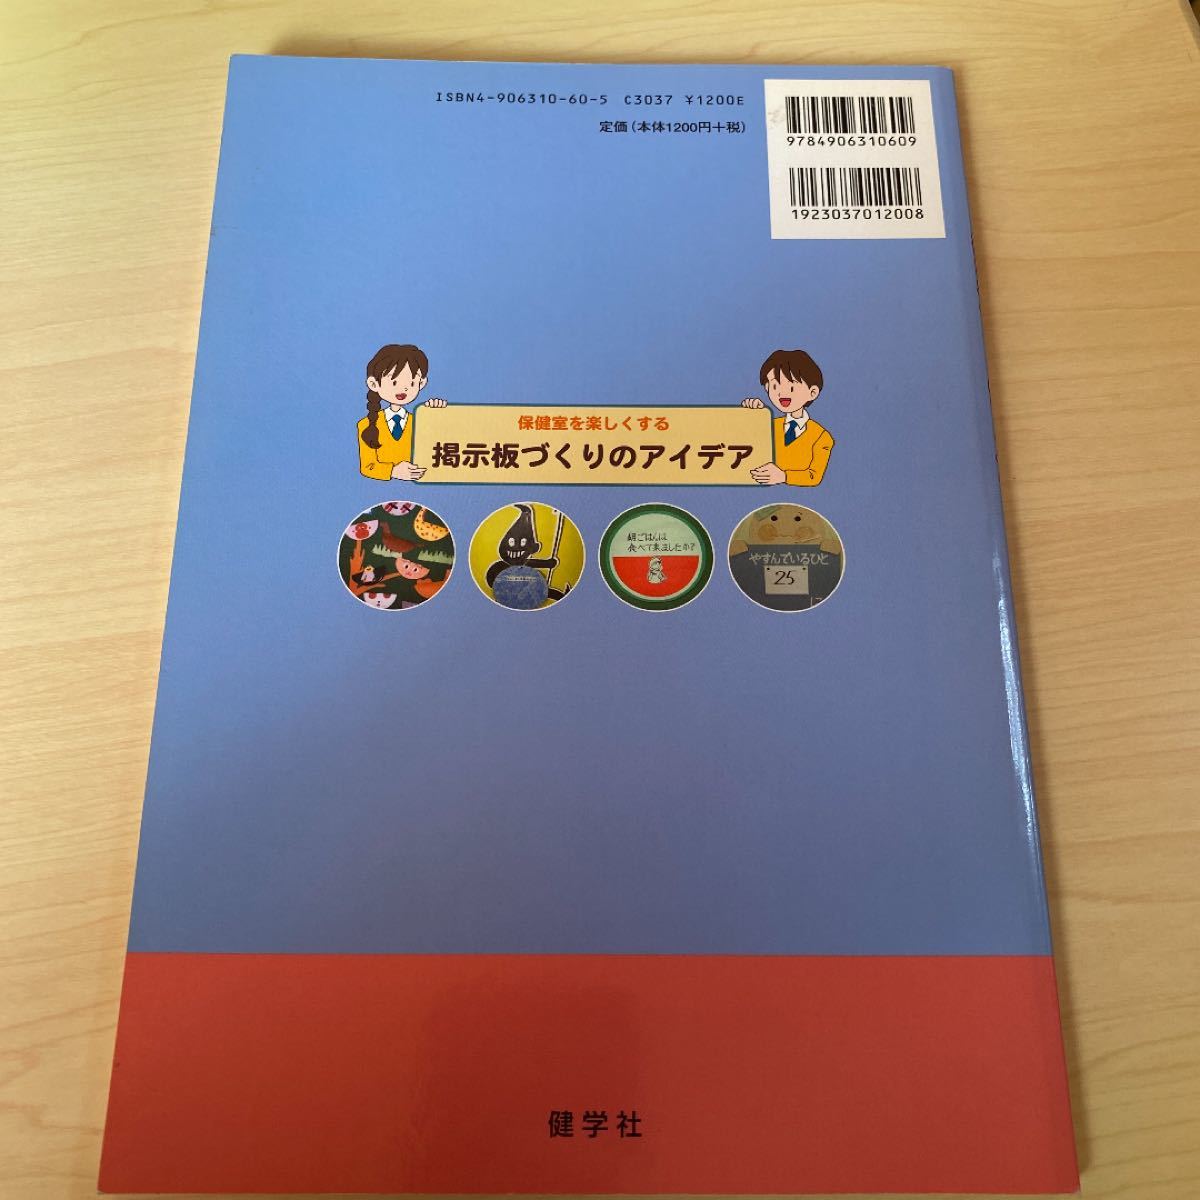 ISBN4-906310-60-5 C3037 ¥1200E
定価(本体1200円+税)
9784906310609
1923037012008
保健室を楽しくする
掲示板づくりのアイデア
朝ごはんは
食べて来ましたか?
やすんでいるひと
25
健学社